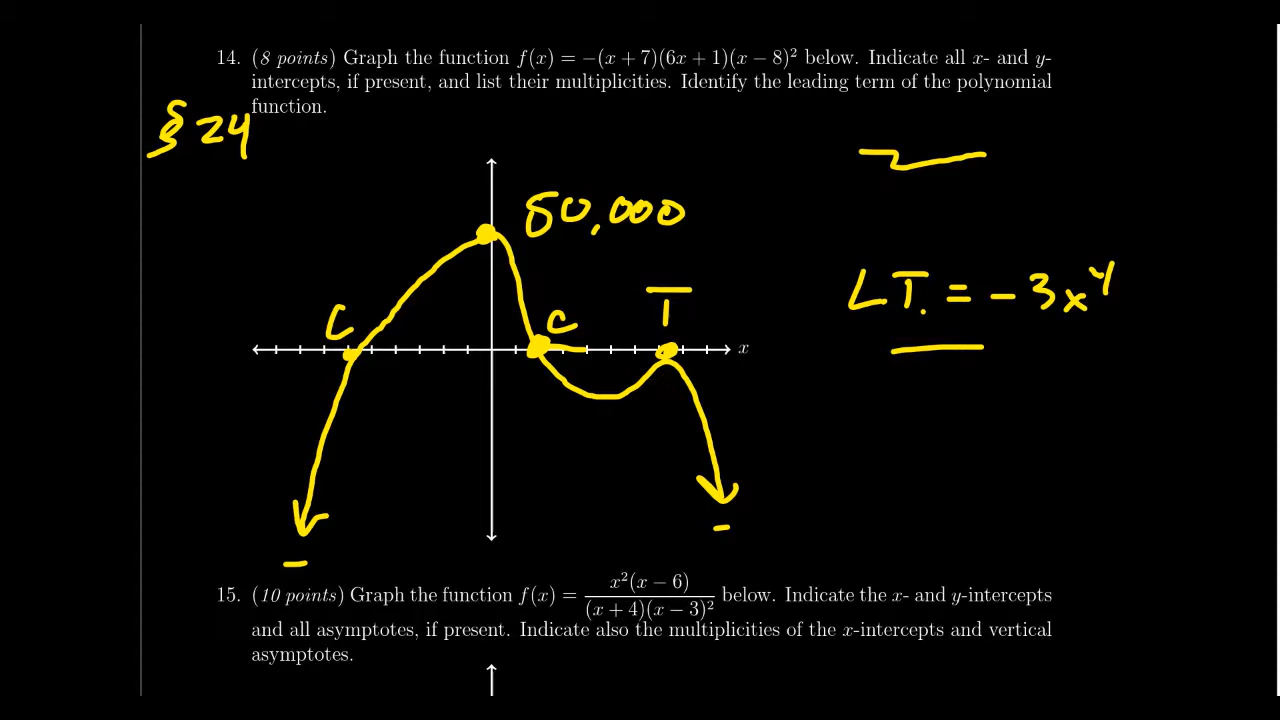 14. (8 points) Graph the function f(x) = −(x + 7)(6x + 1)(x − 8)² below. Indicate all x- and y-
intercepts, if present, and list their multiplicities. Identify the leading term of the polynomial
function.
§ 24
80,000
L.T. = − 3x⁴
C
C
T
x
−
−
15. (10 points) Graph the function f(x) = x²(x − 6) / (x + 4)(x − 3)² below. Indicate the x- and y-intercepts
and all asymptotes, if present. Indicate also the multiplicities of the x-intercepts and vertical
asymptotes.